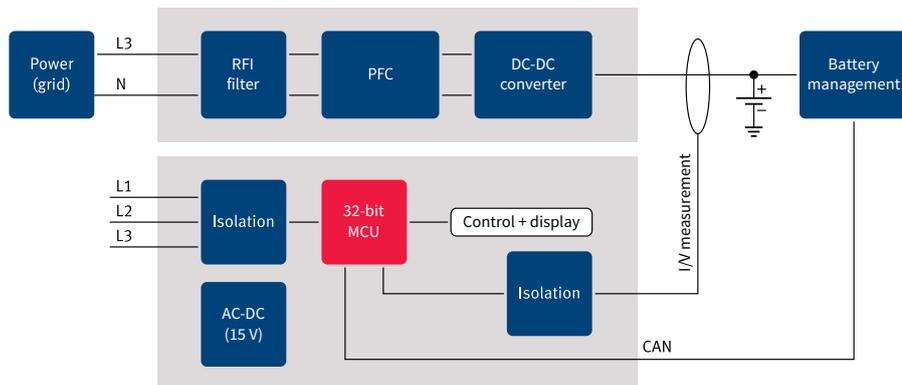 L3
Power
(grid)
N
RFI
filter
PFC
DC-DC
converter
+
–
Battery
management
L1
L2
L3
Isolation
32-bit
MCU
Control + display
I/V measurement
Isolation
AC-DC
(15 V)
CAN